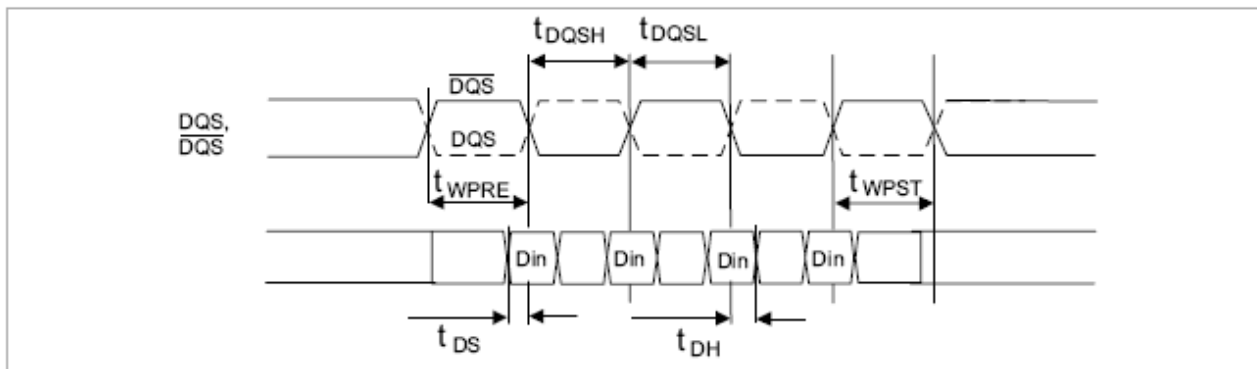 tDQSH tDQSL
DQS
DQS,
DQS
DQS
tWPRE
tWPST
Din Din Din Din
tDS
tDH